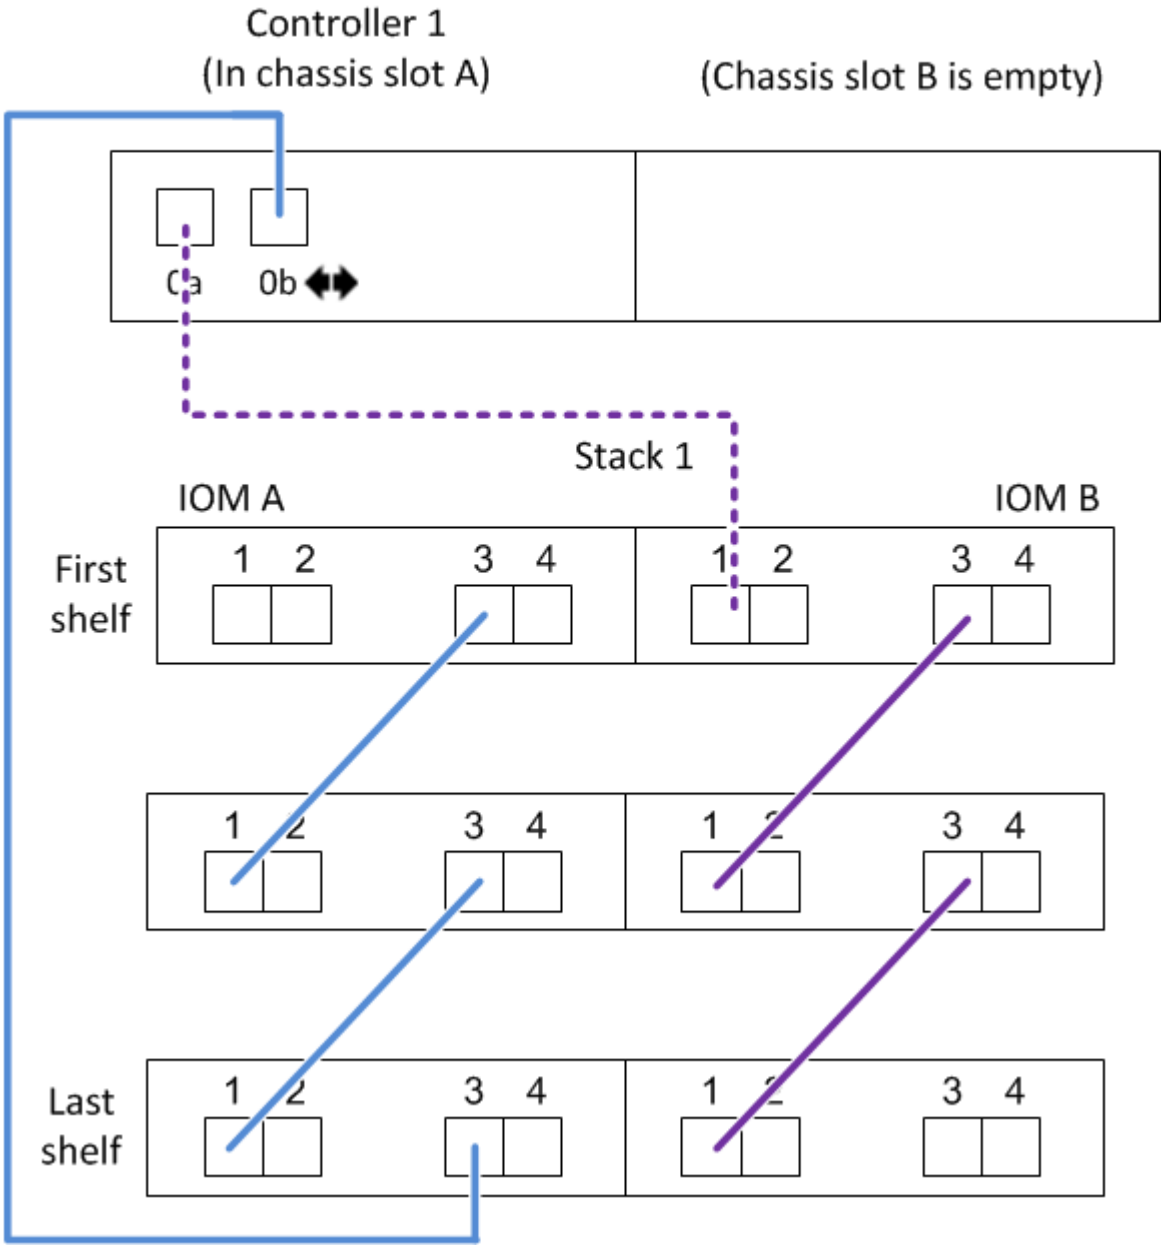 Controller 1
(In chassis slot A)
(Chassis slot B is empty)
0a 0b
Stack 1
IOM A IOM B
First
shelf
1 2 3 4 1 2 3 4
1 2 3 4 1 2 3 4
Last
shelf
1 2 3 4 1 2 3 4